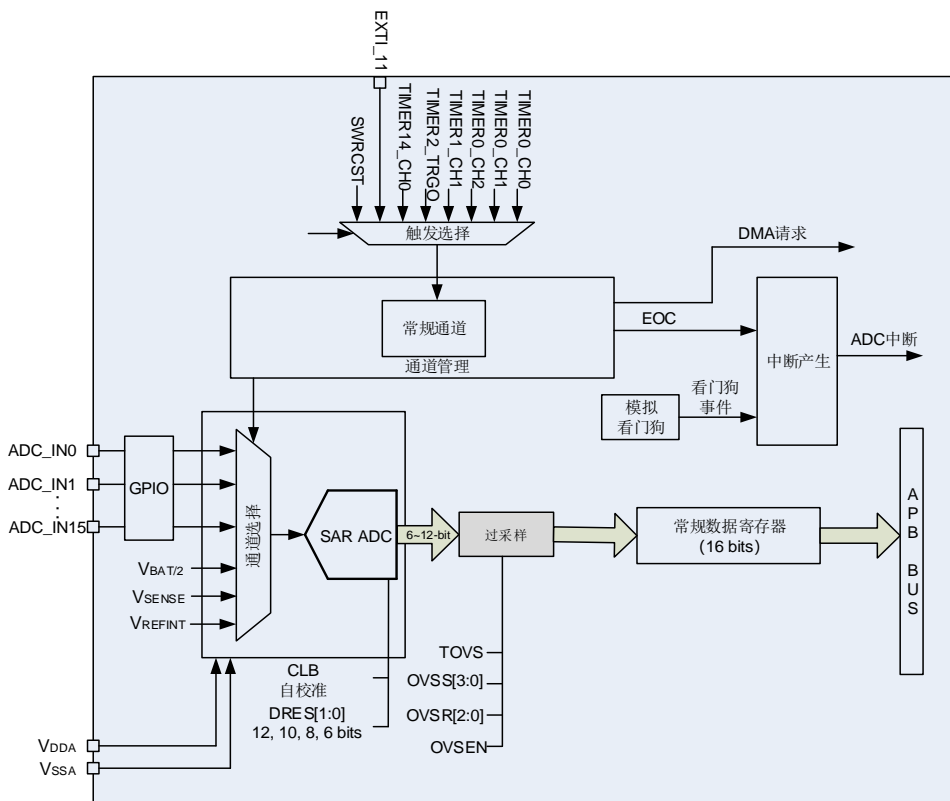 EXTI_11
SWRCST
TIMER14_CH0
TIMER2_TRGO
TIMER1_CH1
TIMER0_CH2
TIMER0_CH1
TIMER0_CH0
触发选择
DMA请求
常规通道
通道管理
EOC
中断产生
ADC中断
模拟
看门狗
看门狗
事件
ADC_IN0
ADC_IN1
⋮
ADC_IN15
GPIO
VBAT/2
VSENSE
VREFINT
通道选择
SAR ADC
6~12-bit
过采样
常规数据寄存器
(16 bits)
APB BUS
CLB
自校准
DRES[1:0]
12, 10, 8, 6 bits
TOVS
OVSS[3:0]
OVSR[2:0]
OVSEN
VDDA
VSSA